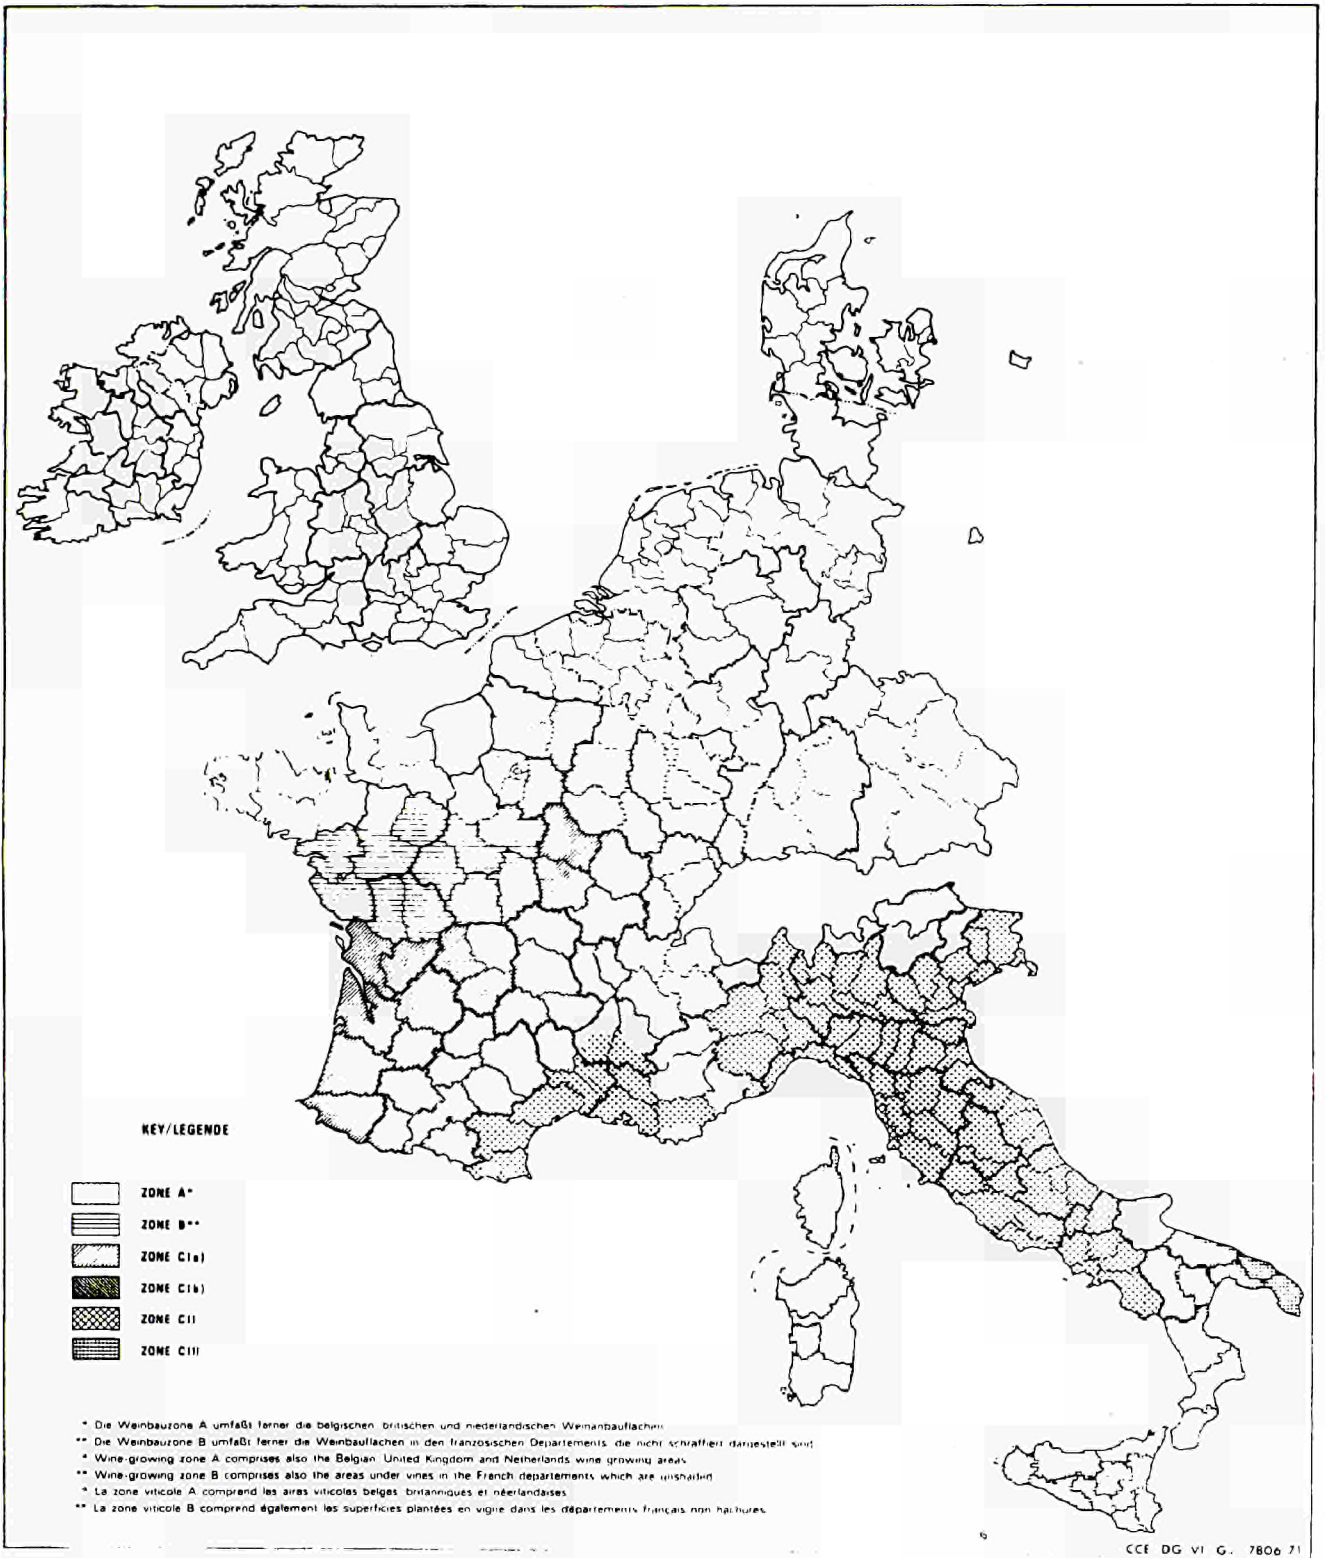 KEY/LEGENDE
ZONE A*
ZONE B**
ZONE C(a)
ZONE C(b)
ZONE CII
ZONE CIII
* Die Weinbauzone A umfaßt ferner die belgischen britischen und niederländischen Weinanbauflächen
** Die Weinbauzone B umfaßt ferner die Weinbauflächen in den französischen Departements die nicht schraffiert dargestellt sind
* Wine-growing zone A comprises also the Belgian United Kingdom and Netherlands wine growing areas
** Wine-growing zone B comprises also the areas under vines in the French departements which are unshaded
* La zone viticole A comprend les aires viticoles belges britanniques et néerlandaises
** La zone viticole B comprend également les superficies plantées en vigne dans les départements français non hachurés
CCE DG VI G. 7806 71